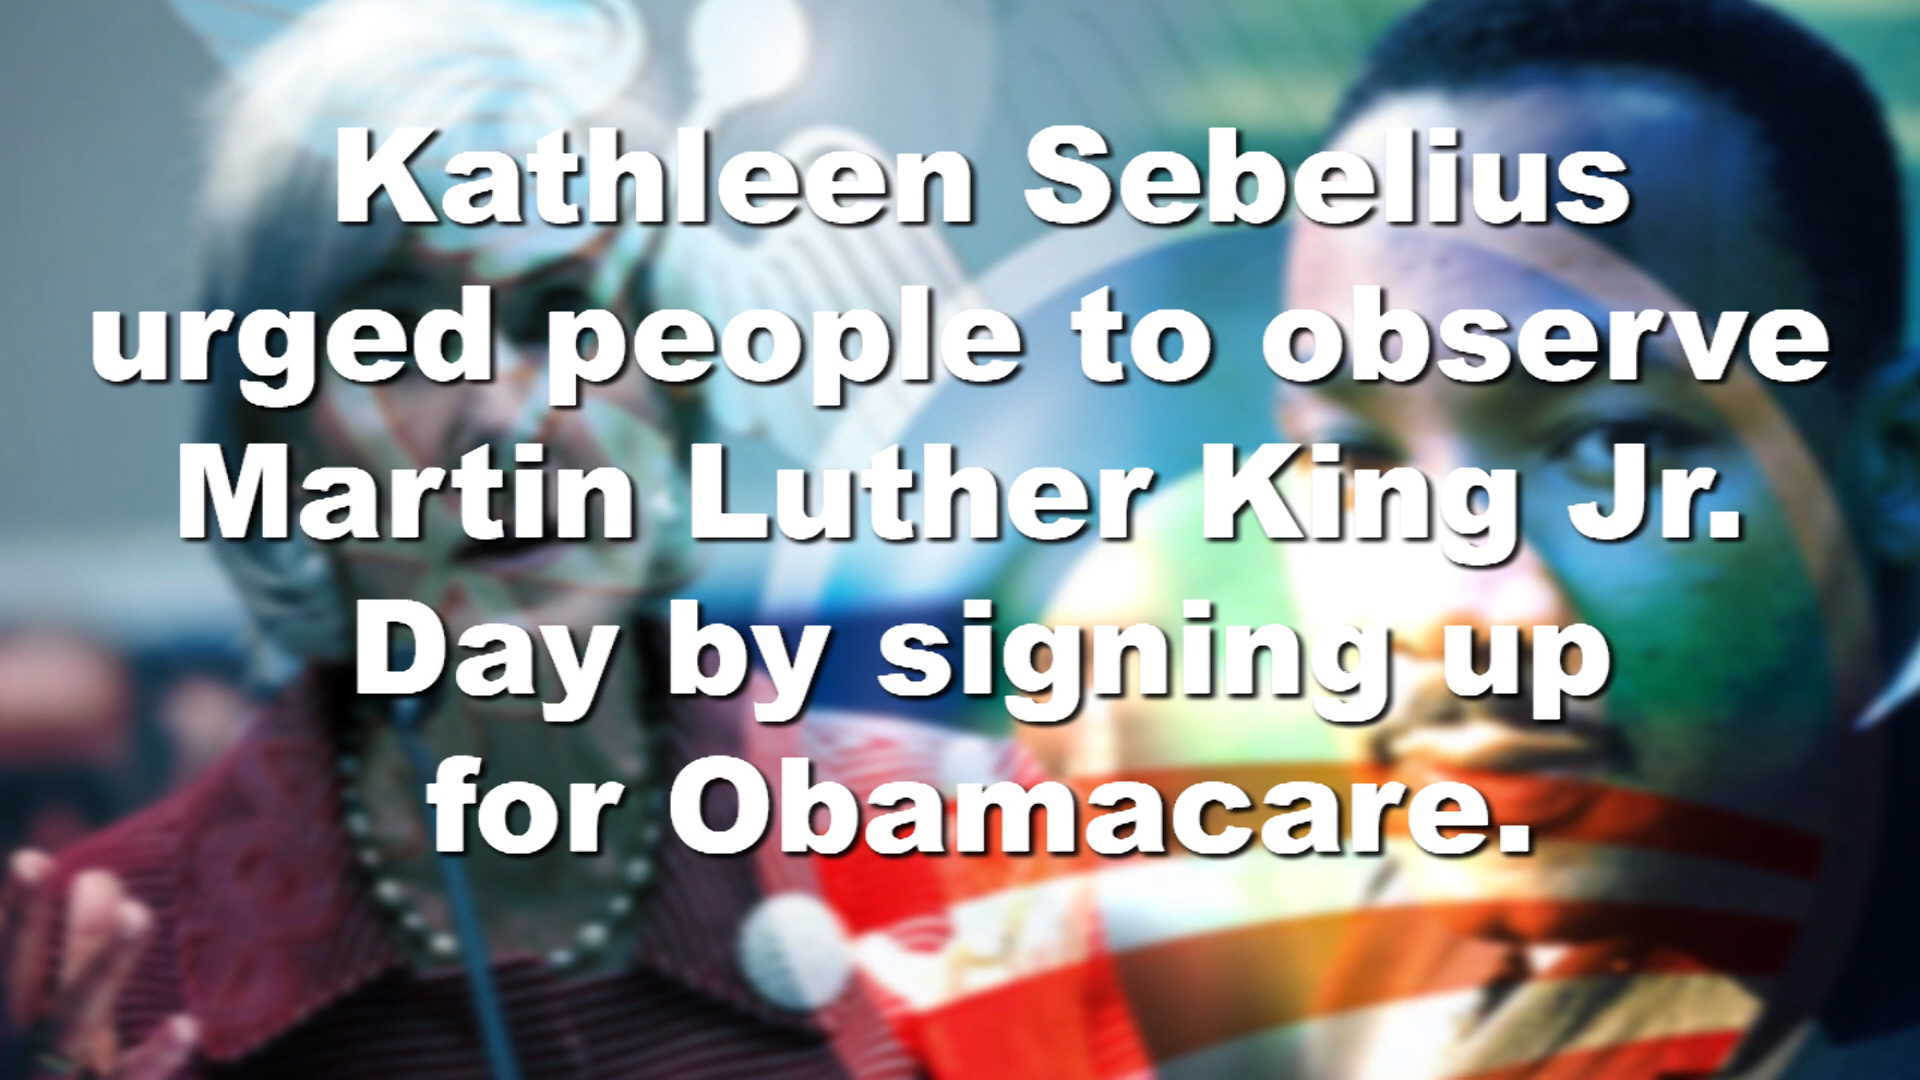 Kathleen Sebelius
urged people to observe
Martin Luther King Jr.
Day by signing up
for Obamacare.